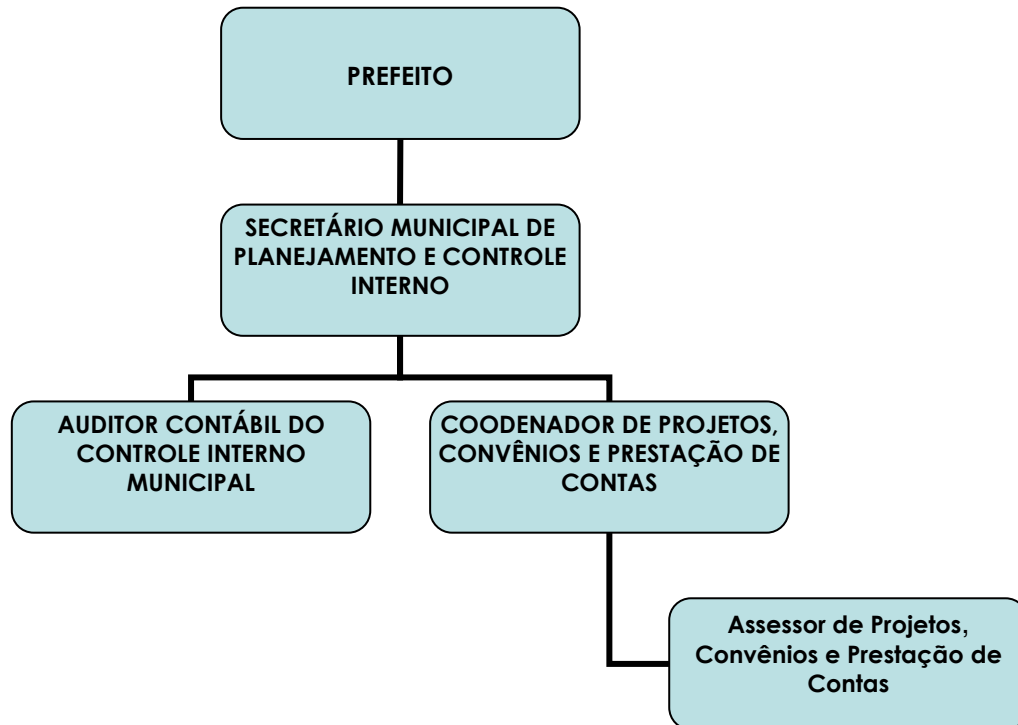 PREFEITO
SECRETÁRIO MUNICIPAL DE
PLANEJAMENTO E CONTROLE
INTERNO
AUDITOR CONTÁBIL DO
CONTROLE INTERNO
MUNICIPAL
COODENADOR DE PROJETOS,
CONVÊNIOS E PRESTAÇÃO DE
CONTAS
Assessor de Projetos,
Convênios e Prestação de
Contas